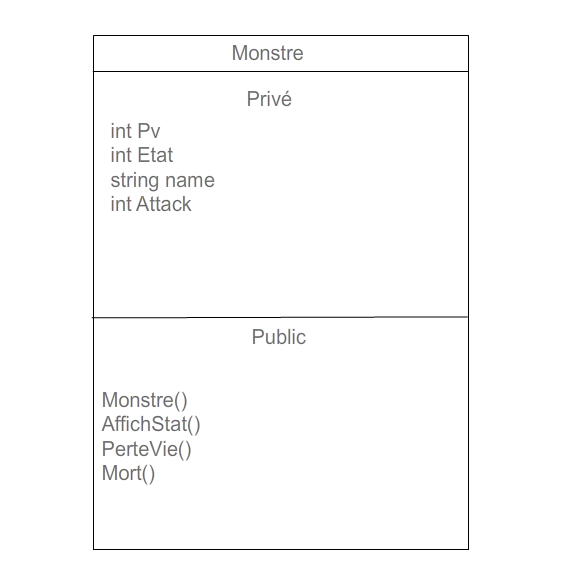 Monstre
Privé
int Pv
int Etat
string name
int Attack
Public
Monstre()
AffichStat()
PerteVie()
Mort()